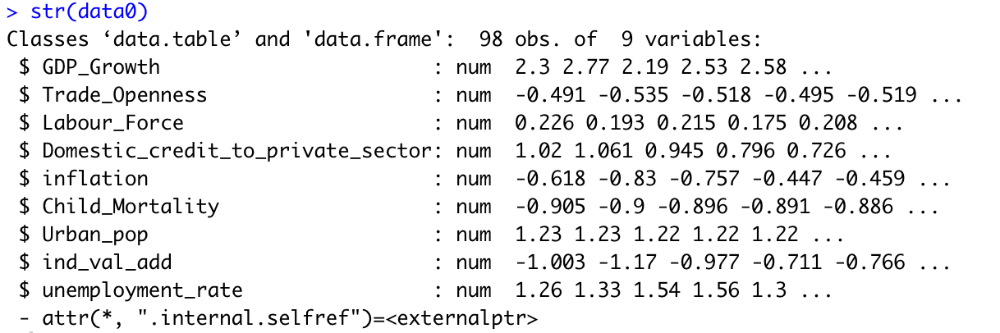 > str(data0)
Classes ‘data.table’ and 'data.frame':  98 obs. of  9 variables:
 $ GDP_Growth                       : num  2.3 2.77 2.19 2.53 2.58 ...
 $ Trade_Openness                   : num  -0.491 -0.535 -0.518 -0.495 -0.519 ...
 $ Labour_Force                     : num  0.226 0.193 0.215 0.175 0.208 ...
 $ Domestic_credit_to_private_sector: num  1.02 1.061 0.945 0.796 0.726 ...
 $ inflation                        : num  -0.618 -0.83 -0.757 -0.447 -0.459 ...
 $ Child_Mortality                  : num  -0.905 -0.9 -0.896 -0.891 -0.886 ...
 $ Urban_pop                        : num  1.23 1.23 1.22 1.22 1.22 ...
 $ ind_val_add                      : num  -1.003 -1.17 -0.977 -0.711 -0.766 ...
 $ unemployment_rate                : num  1.26 1.33 1.54 1.56 1.3 ...
 - attr(*, ".internal.selfref")=<externalptr>